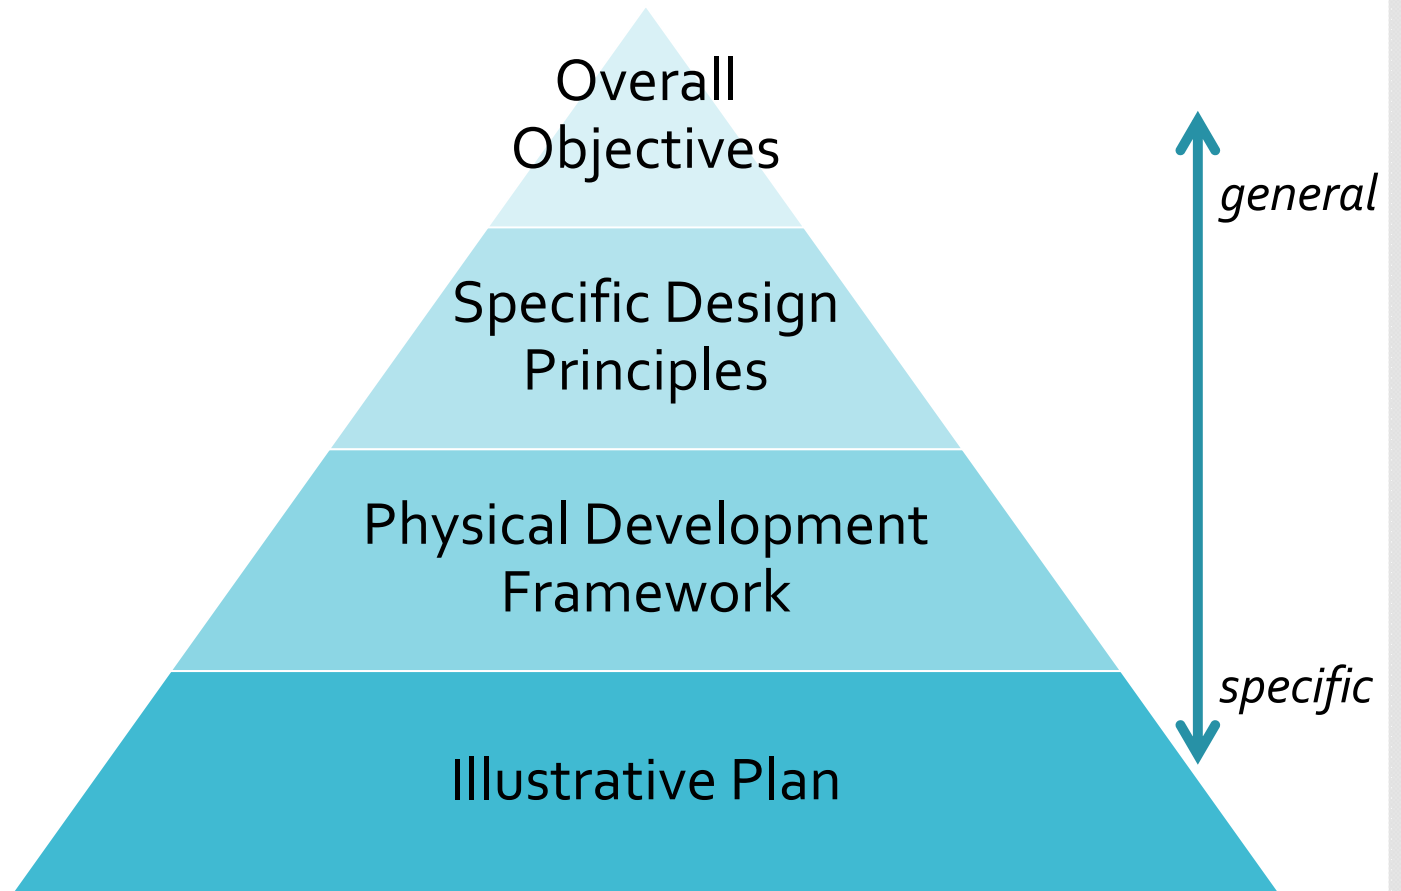 Overall
Objectives
general
Specific Design
Principles
Physical Development
Framework
specific
Illustrative Plan